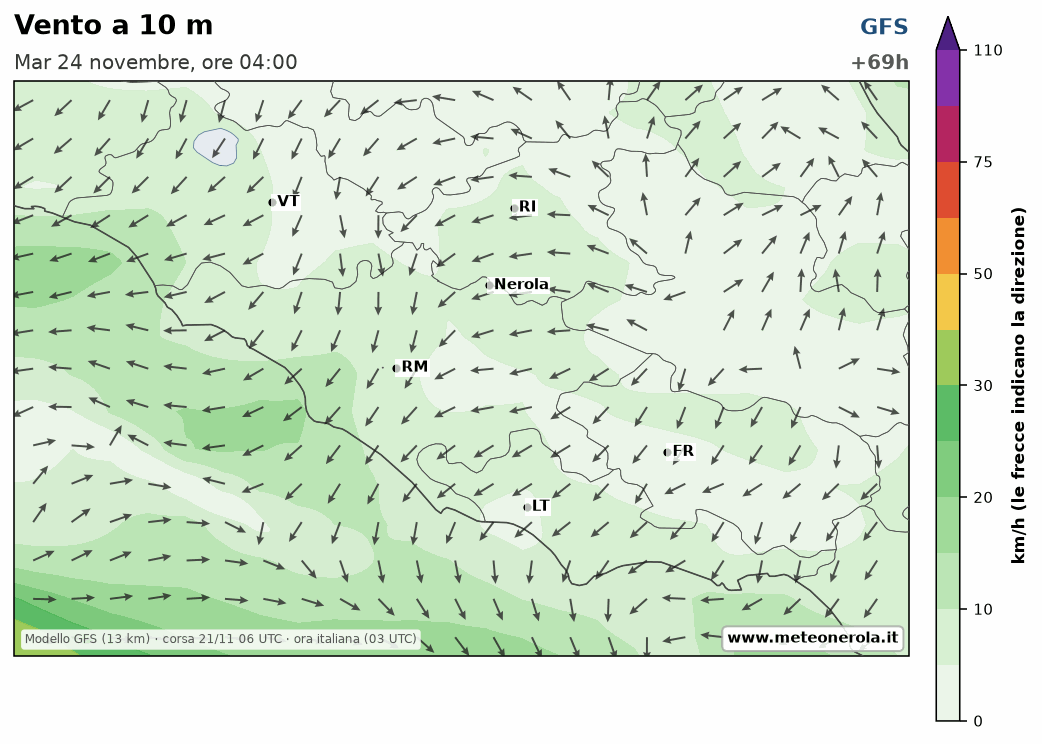 Vento a 10 m
GFS
Mar 24 novembre, ore 04:00
+69h
110
75
50
30
20
10
0
km/h (le frecce indicano la direzione)
VT
RI
Nerola
RM
FR
LT
Modello GFS (13 km) · corsa 21/11 06 UTC · ora italiana (03 UTC)
www.meteonerola.it